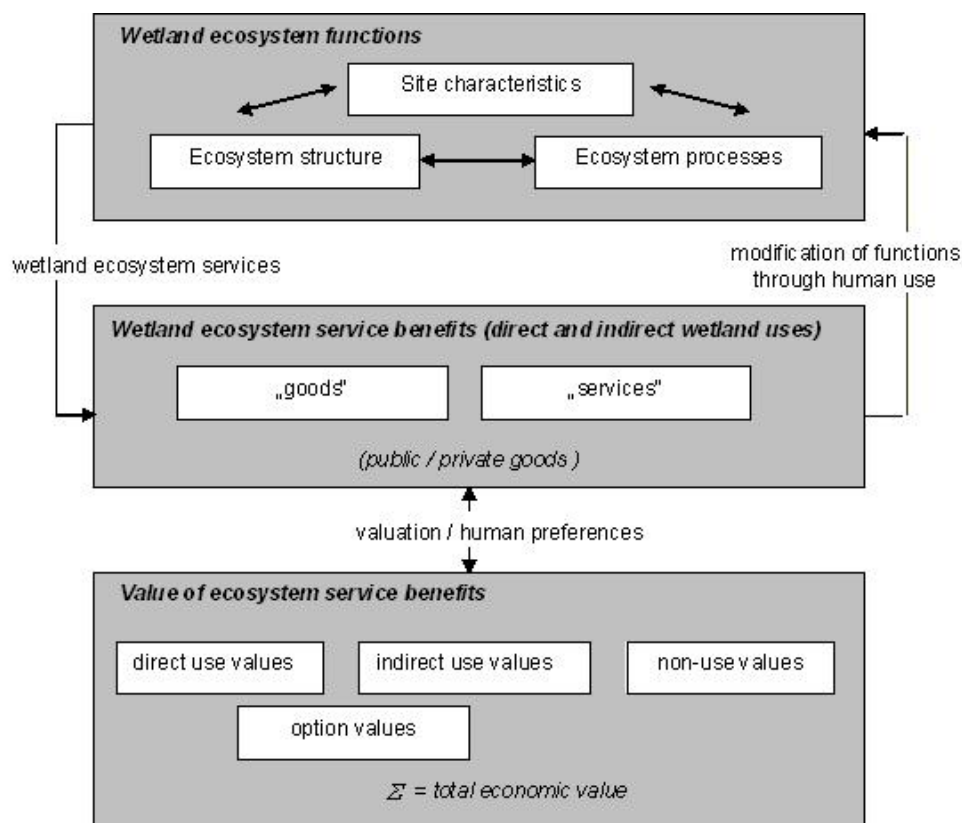 Wetland ecosystem functions
Site characteristics
Ecosystem structure
Ecosystem processes
wetland ecosystem services
modification of functions
through human use
Wetland ecosystem service benefits (direct and indirect wetland uses)
„goods”
„services”
(public / private goods )
valuation / human preferences
Value of ecosystem service benefits
direct use values
indirect use values
non-use values
option values
Σ = total economic value